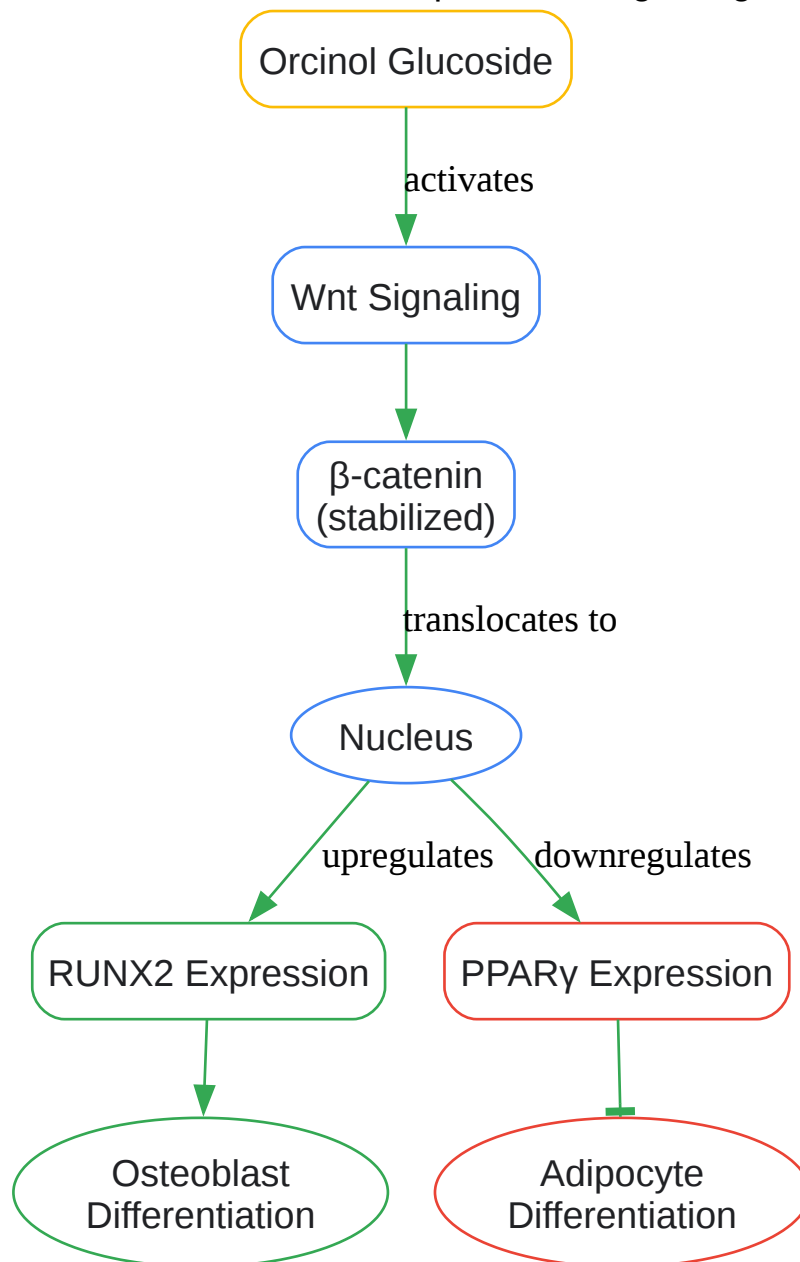 Orcinol Glucoside
activates
Wnt Signaling
β-catenin
(stabilized)
translocates to
Nucleus
upregulates
downregulates
RUNX2 Expression
PPARγ Expression
Osteoblast
Differentiation
Adipocyte
Differentiation